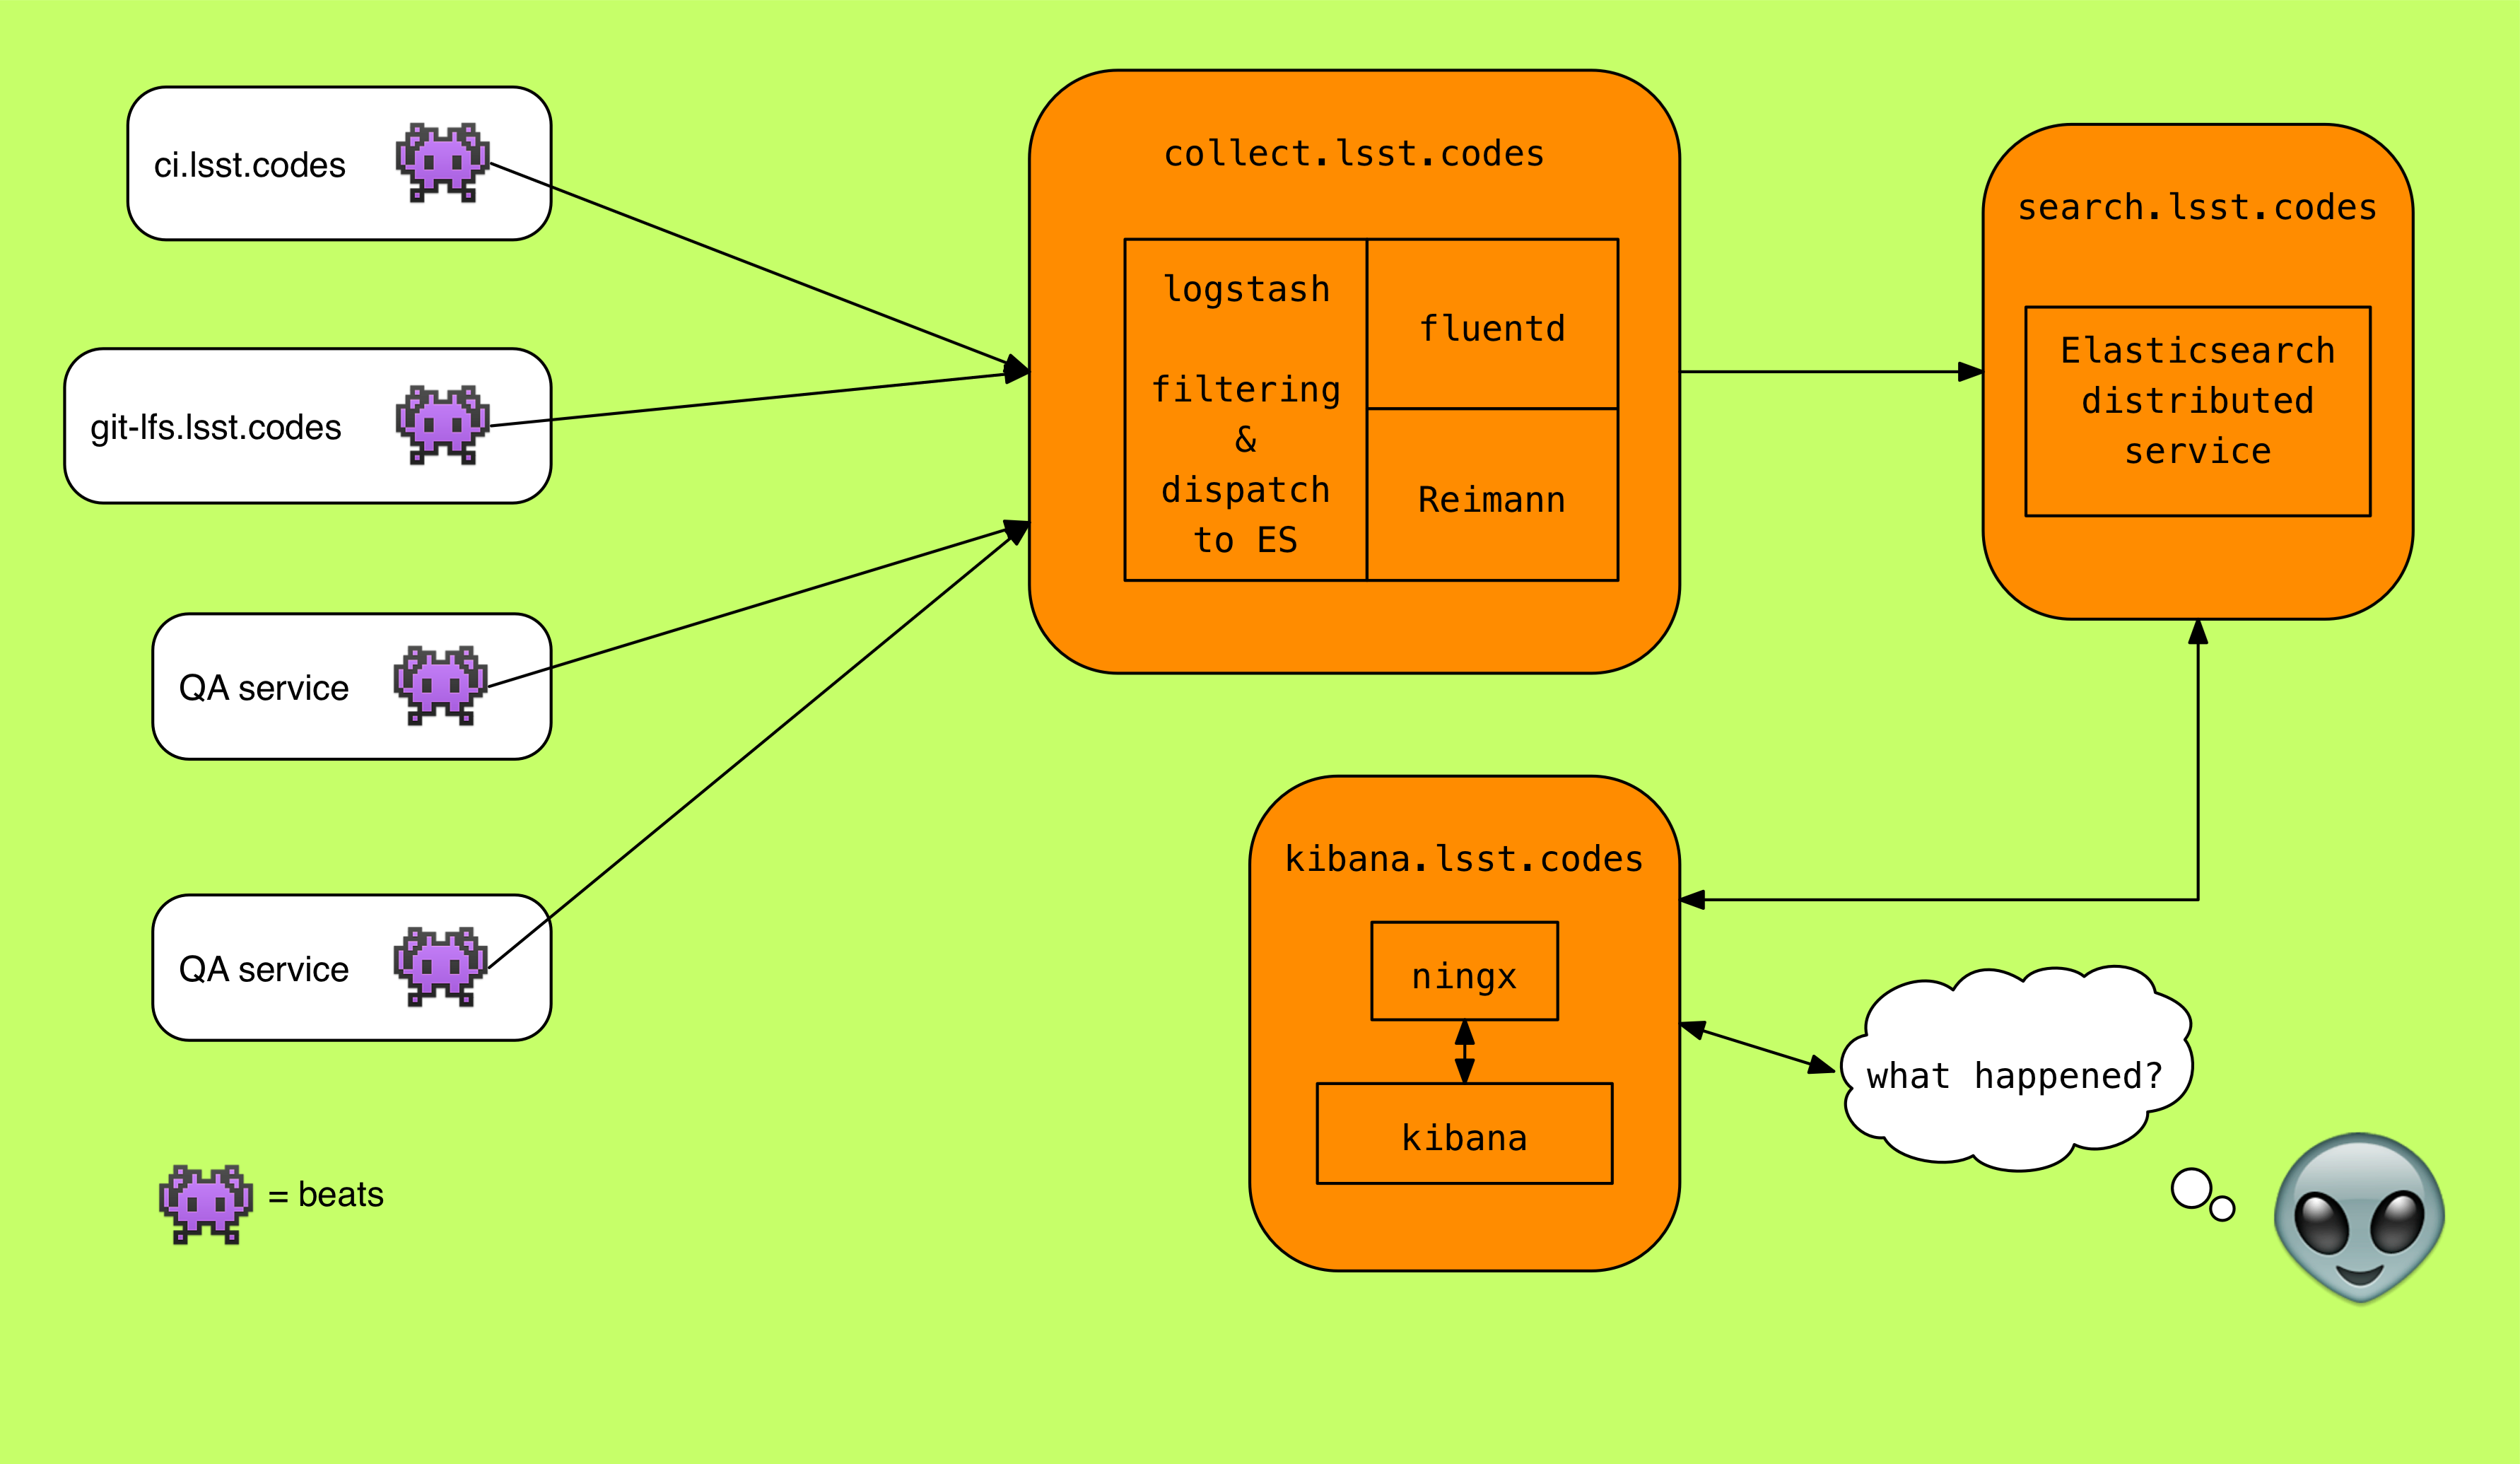 ci.lsst.codes
git-lfs.lsst.codes
QA service
QA service
= beats
collect.lsst.codes
logstash
filtering
&
dispatch
to ES
fluentd
Reimann
search.lsst.codes
Elasticsearch
distributed
service
kibana.lsst.codes
ningx
kibana
what happened?